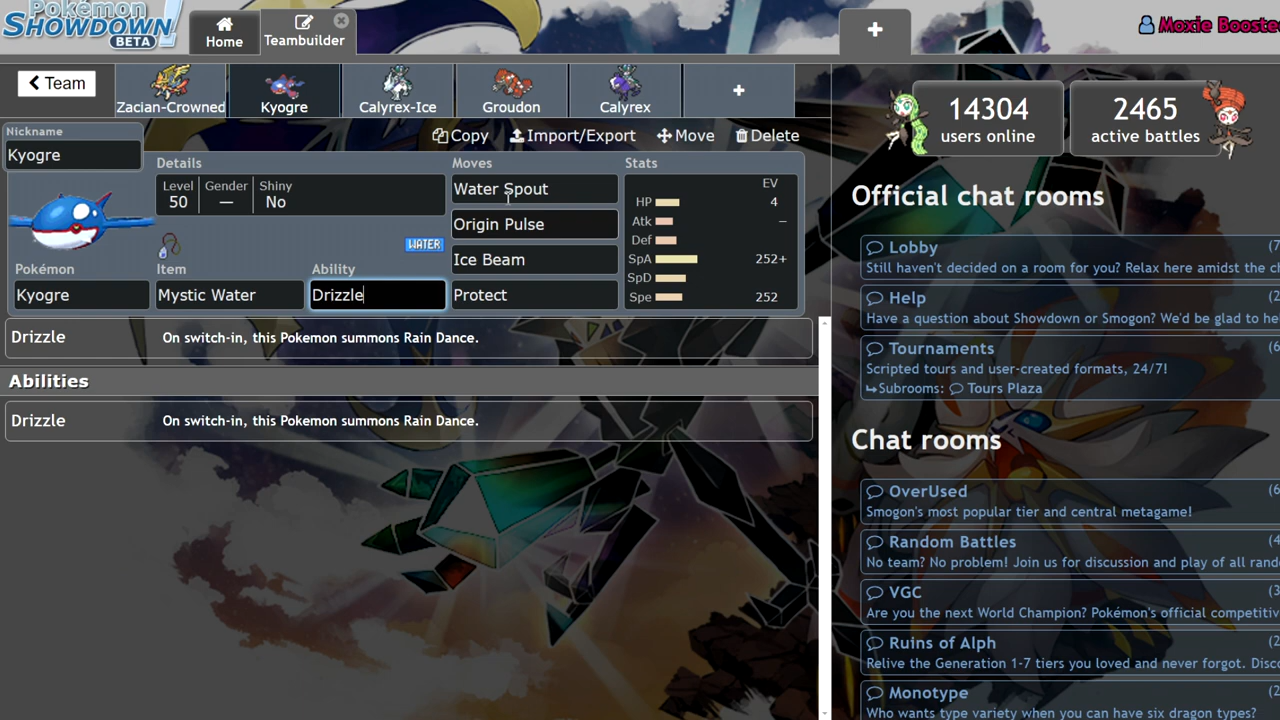 Pokémon
SHOWDOWN!
BETA
Home
Teambuilder
Moxie Booste
Team
Zacian-Crowned
Kyogre
Calyrex-Ice
Groudon
Calyrex
Copy
Import/Export
Move
Delete
Nickname
Kyogre
Details
Level
50
Gender
—
Shiny
No
WATER
Pokémon
Kyogre
Item
Mystic Water
Ability
Drizzle
Moves
Water Spout
Origin Pulse
Ice Beam
Protect
Stats
EV
HP 4
Atk –
Def
SpA 252+
SpD
Spe 252
Drizzle On switch-in, this Pokemon summons Rain Dance.
Abilities
Drizzle On switch-in, this Pokemon summons Rain Dance.
14304
users online
2465
active battles
Official chat rooms
Lobby (7
Still haven't decided on a room for you? Relax here amidst the ch
Help (2
Have a question about Showdown or Smogon? We'd be glad to he
Tournaments (6
Scripted tours and user-created formats, 24/7!
Subrooms: Tours Plaza
Chat rooms
OverUsed (6
Smogon's most popular tier and central metagame!
Random Battles (4
No team? No problem! Join us for discussion and play of all rand
VGC (3
Are you the next World Champion? Pokémon's official competitiv
Ruins of Alph (2
Relive the Generation 1-7 tiers you loved and never forgot. Disc
Monotype (2
Who wants type variety when you can have six dragon types?